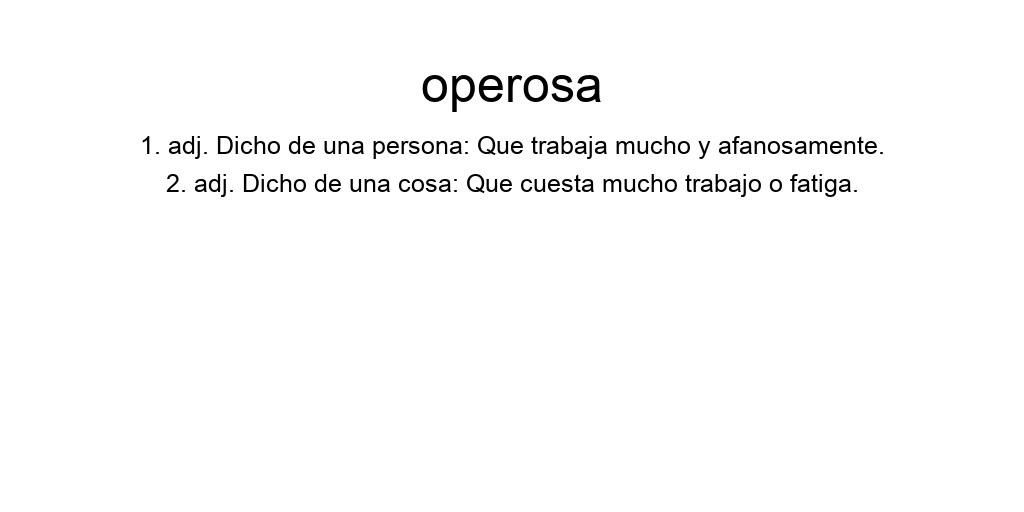 operosa
1. adj. Dicho de una persona: Que trabaja mucho y afanosamente.
2. adj. Dicho de una cosa: Que cuesta mucho trabajo o fatiga.